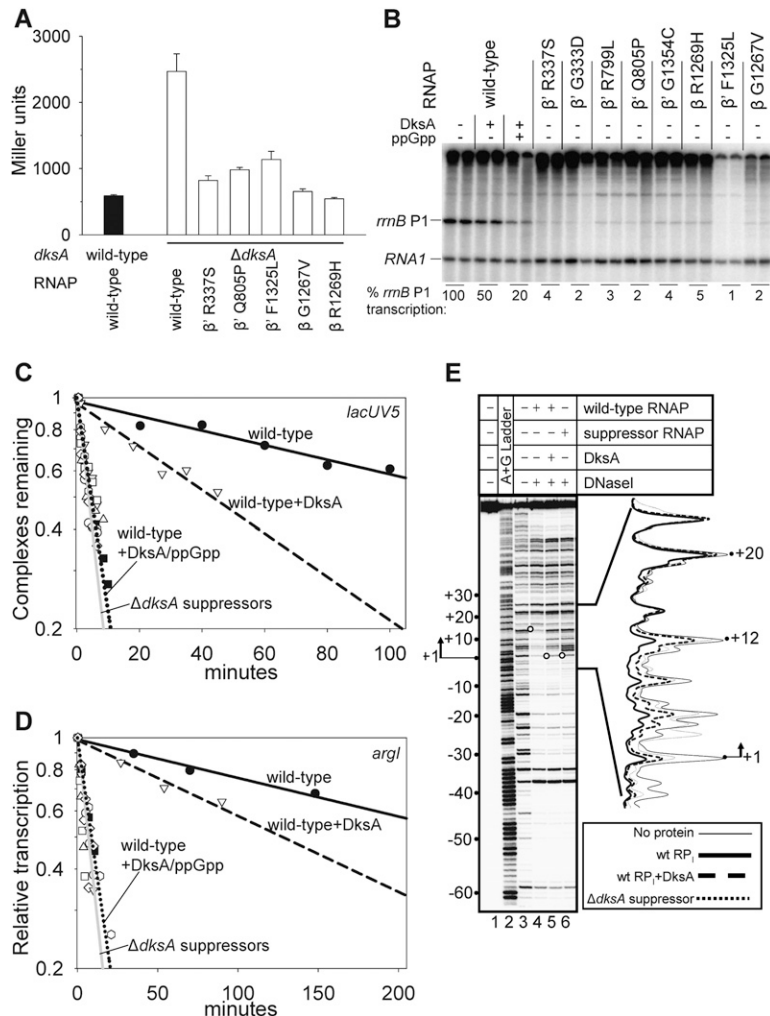 A
Miller units
3000
2500
2000
1500
1000
500
0
dksA wild-type ΔdksA
RNAP
wild-type
wild-type
β' R337S
β' Q805P
β' F1325L
β G1267V
β R1269H
B
RNAP
wild-type
β' R337S
β' G333D
β' R799L
β' Q805P
β' G1354C
β R1269H
β' F1325L
β G1267V
DksA - + + - - - - - - - -
ppGpp - - + - - - - - - - -
rrnB P1
RNA1
% rrnB P1 transcription: 100 50 20 4 2 3 2 4 5 1 2
C
Complexes remaining
1
0.8
0.6
0.4
0.2
lacUV5
wild-type
wild-type+DksA
wild-type
+DksA/ppGpp
ΔdksA suppressors
0 20 40 60 80 100
minutes
D
Relative transcription
1
0.8
0.6
0.4
0.2
argI
wild-type
wild-type+DksA
wild-type
+DksA/ppGpp
ΔdksA suppressors
0 50 100 150 200
minutes
E
A+G Ladder
- - + + - wild-type RNAP
- - - - + suppressor RNAP
- - - + - DksA
- + + + + DNaseI
+30
+20
+10
+1
-10
-20
-30
-40
-50
-60
1 2 3 4 5 6
+20
+12
+1
No protein
wt RPI
wt RPI+DksA
ΔdksA suppressor